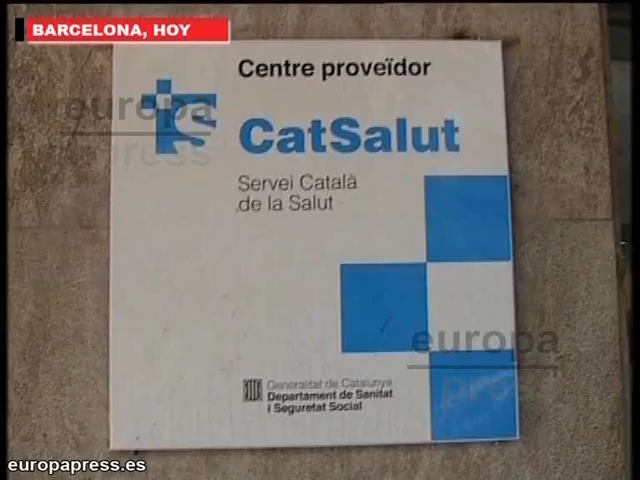 BARCELONA, HOY
Centre proveïdor
europa
press
CatSalut
Servei Català
de la Salut
europa
press
Generalitat de Catalunya
Departament de Sanitat
i Seguretat Social
europapress.es